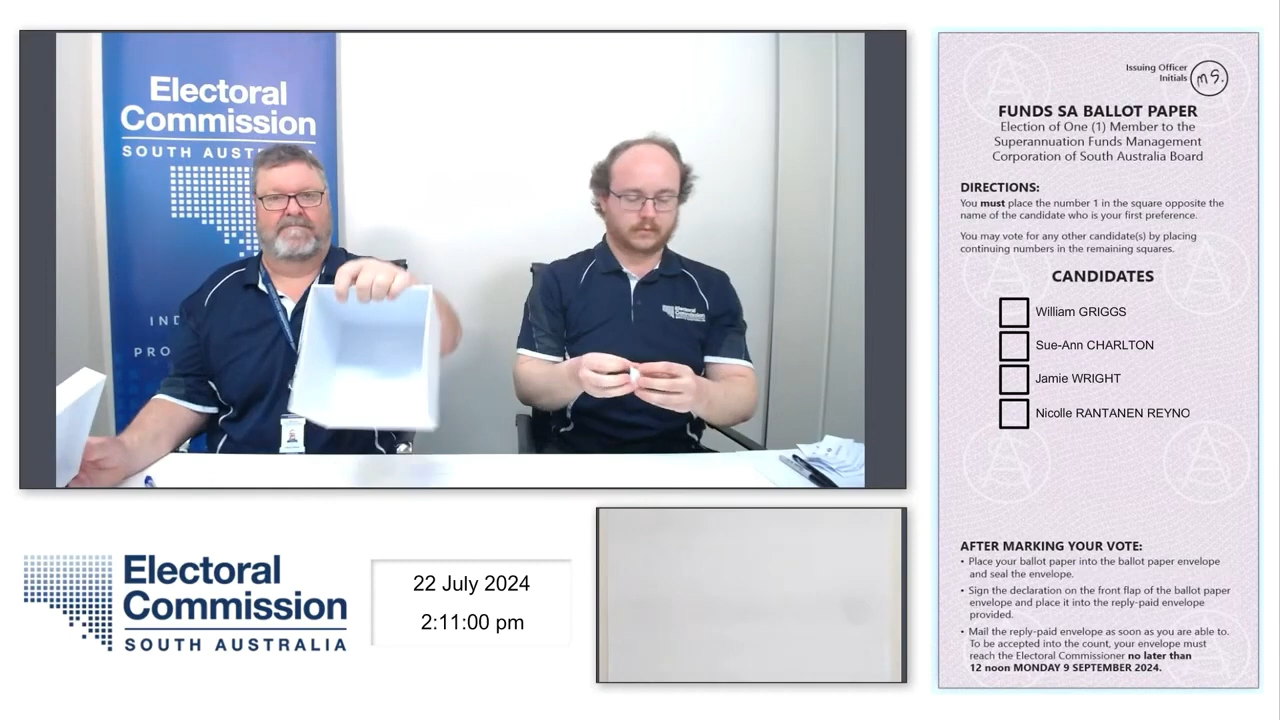 Electoral
Commission
SOUTH AUST
IND
PRO
Electoral
Commission
Electoral
Commission
SOUTH AUSTRALIA
22 July 2024
2:11:00 pm
Issuing Officer
Initials
MS.
FUNDS SA BALLOT PAPER
Election of One (1) Member to the
Superannuation Funds Management
Corporation of South Australia Board
DIRECTIONS:
You must place the number 1 in the square opposite the
name of the candidate who is your first preference.
You may vote for any other candidate(s) by placing
continuing numbers in the remaining squares.
CANDIDATES
William GRIGGS
Sue-Ann CHARLTON
Jamie WRIGHT
Nicolle RANTANEN REYNO
AFTER MARKING YOUR VOTE:
• Place your ballot paper into the ballot paper envelope
and seal the envelope.
• Sign the declaration on the front flap of the ballot paper
envelope and place it into the reply-paid envelope
provided.
• Mail the reply-paid envelope as soon as you are able to.
To be accepted into the count, your envelope must
reach the Electoral Commissioner no later than
12 noon MONDAY 9 SEPTEMBER 2024.